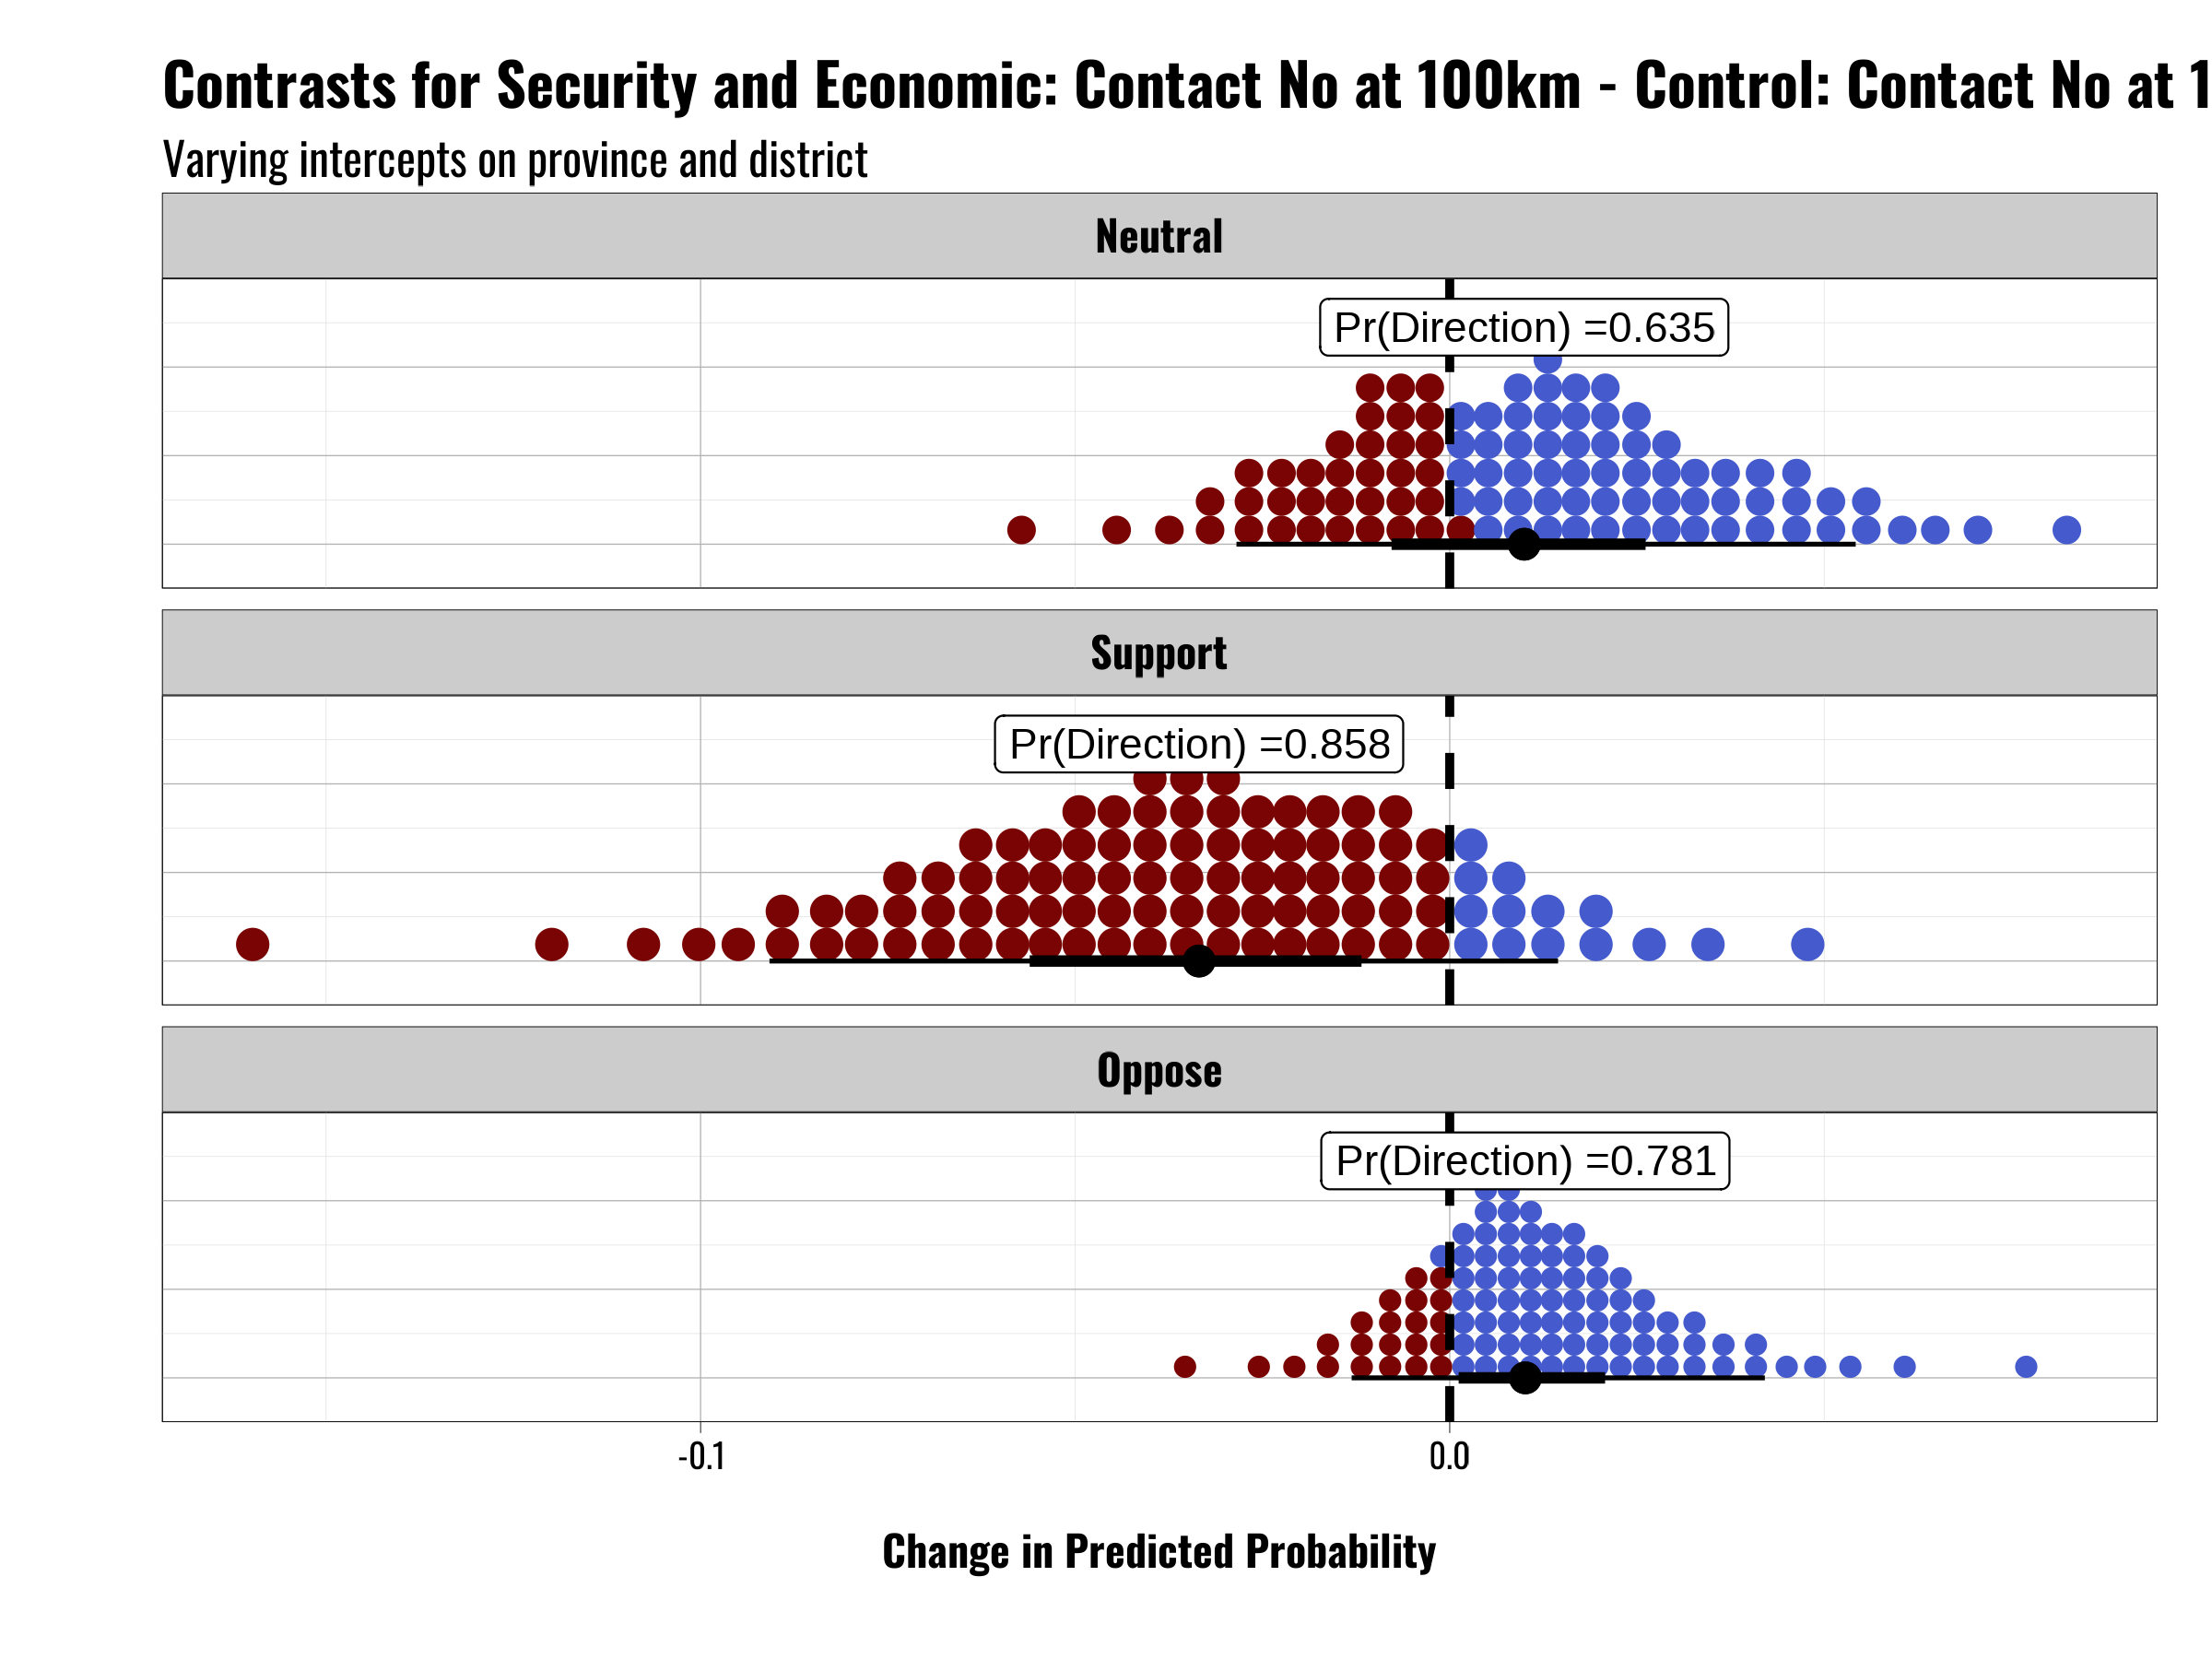 Contrasts for Security and Economic: Contact No at 100km - Control: Contact No at 1
Varying intercepts on province and district
Neutral
Pr(Direction) =0.635
Support
Pr(Direction) =0.858
Oppose
Pr(Direction) =0.781
-0.1 0.0
Change in Predicted Probability